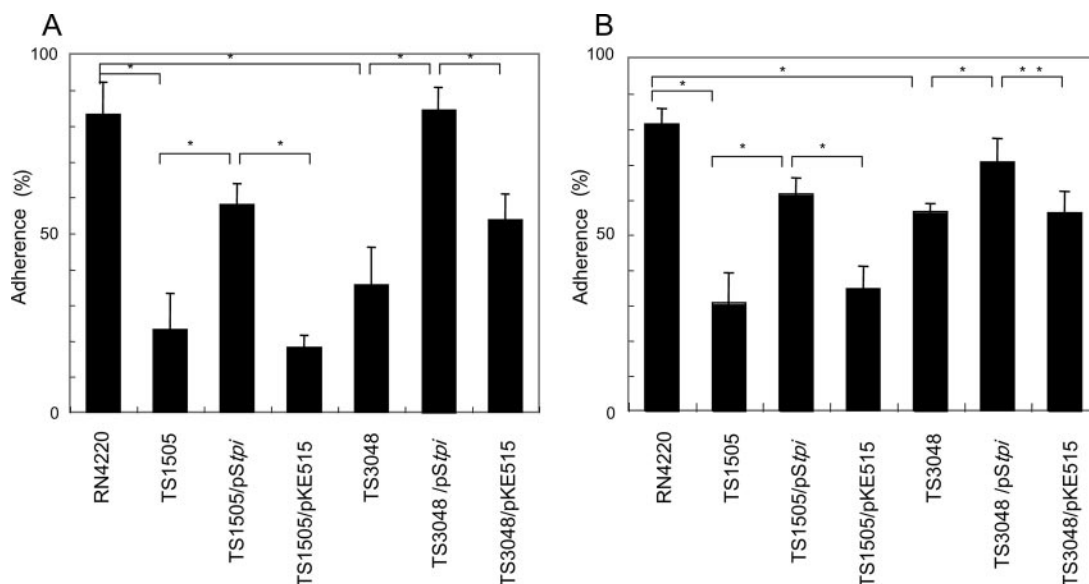 A
Adherence (%)
100
50
0
* * * * * *
RN4220
TS1505
TS1505/pStpi
TS1505/pKE515
TS3048
TS3048 /pStpi
TS3048/pKE515
B
Adherence (%)
100
50
0
* * * * * * *
RN4220
TS1505
TS1505/pStpi
TS1505/pKE515
TS3048
TS3048 /pStpi
TS3048/pKE515